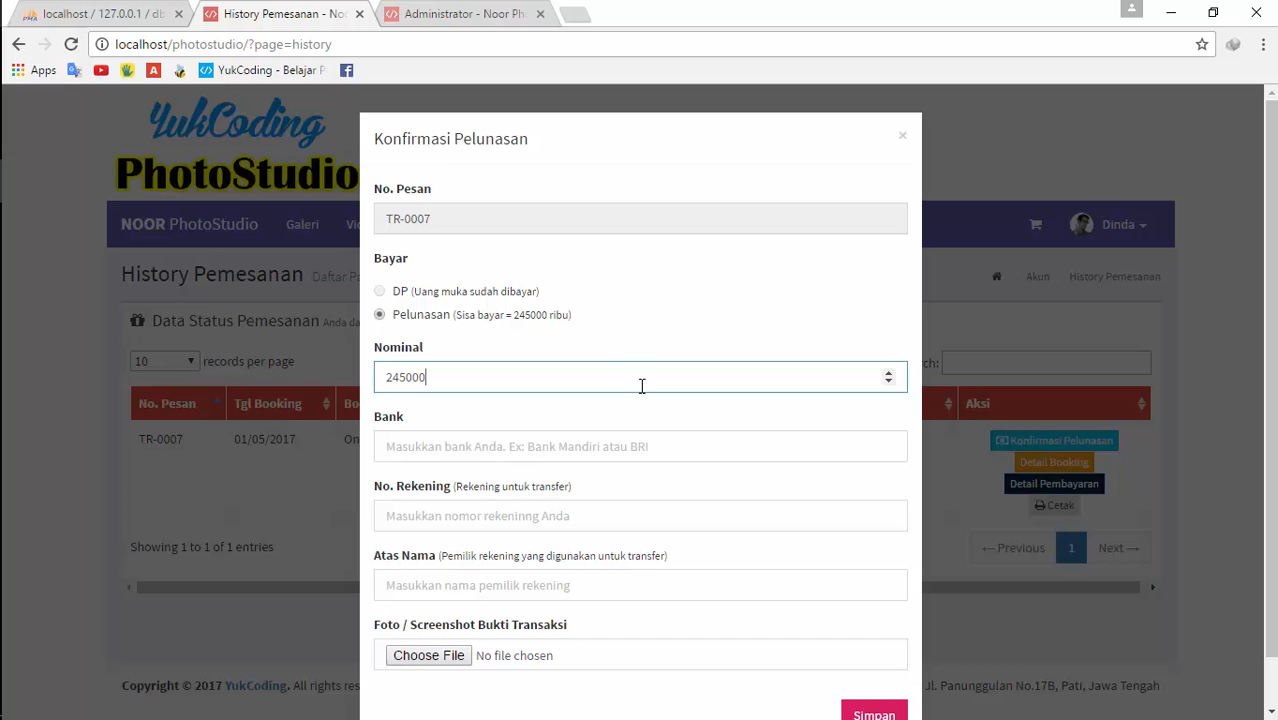 localhost / 127.0.0.1 / db
History Pemesanan - No
Administrator - Noor Pho
localhost/photostudio/?page=history
Apps
YukCoding - Belajar P
YukCoding
PhotoStudio
NOOR PhotoStudio
Galeri
Dinda
History Pemesanan
Akun
History Pemesanan
Data Status Pemesanan
10 records per page
No. Pesan
Tgl Booking
Aksi
TR-0007
01/05/2017
Konfirmasi Pelunasan
Detail Booking
Detail Pembayaran
Cetak
Showing 1 to 1 of 1 entries
← Previous
1
Next →
Copyright © 2017 YukCoding. All rights res
Jl. Panunggulan No.17B, Pati, Jawa Tengah
Konfirmasi Pelunasan
×
No. Pesan
TR-0007
Bayar
DP (Uang muka sudah dibayar)
Pelunasan (Sisa bayar = 245000 ribu)
Nominal
245000
Bank
Masukkan bank Anda. Ex: Bank Mandiri atau BRI
No. Rekening (Rekening untuk transfer)
Masukkan nomor rekeninng Anda
Atas Nama (Pemilik rekening yang digunakan untuk transfer)
Masukkan nama pemilik rekening
Foto / Screenshot Bukti Transaksi
Choose File No file chosen
Simpan